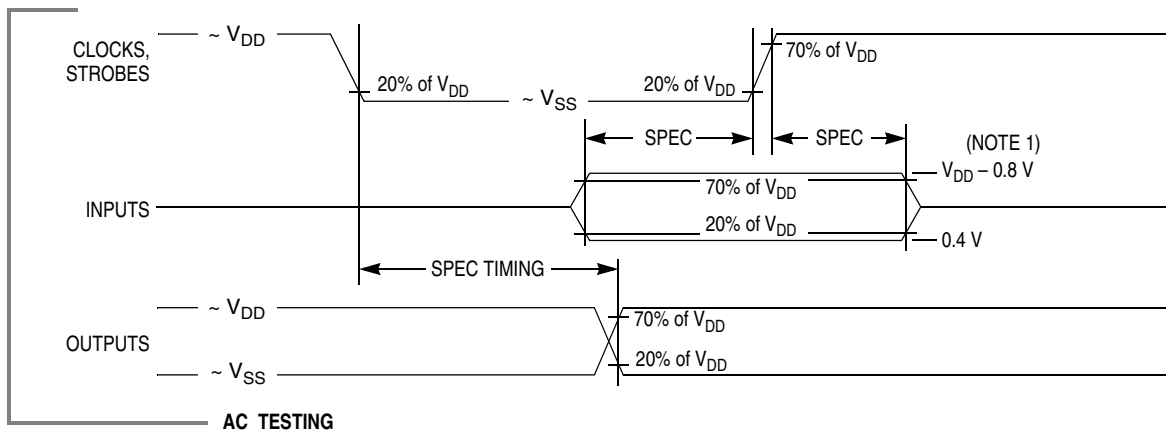 CLOCKS,
STROBES
~ VDD
20% of VDD
~ VSS
20% of VDD
70% of VDD
SPEC
SPEC
(NOTE 1)
VDD – 0.8 V
70% of VDD
INPUTS
20% of VDD
0.4 V
SPEC TIMING
~ VDD
70% of VDD
OUTPUTS
20% of VDD
~ VSS
AC TESTING